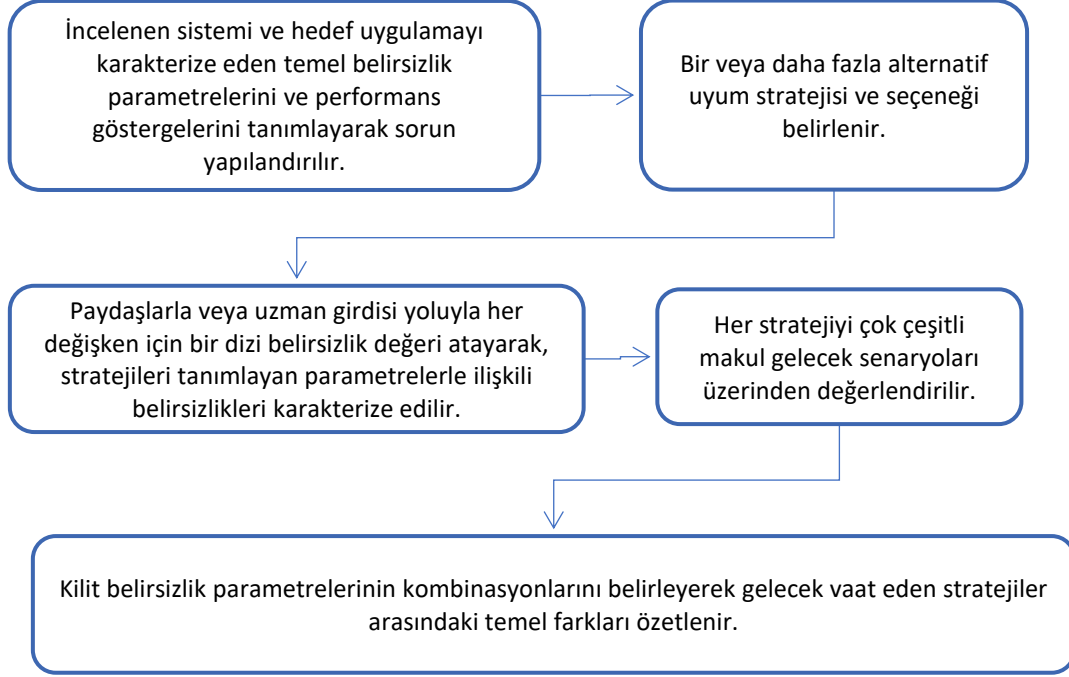 İncelenen sistemi ve hedef uygulamayı
karakterize eden temel belirsizlik
parametrelerini ve performans
göstergelerini tanımlayarak sorun
yapılandırılır.
Bir veya daha fazla alternatif
uyum stratejisi ve seçeneği
belirlenir.
Paydaşlarla veya uzman girdisi yoluyla her
değişken için bir dizi belirsizlik değeri atayarak,
stratejileri tanımlayan parametrelerle ilişkili
belirsizlikleri karakterize edilir.
Her stratejiyi çok çeşitli
makul gelecek senaryoları
üzerinden değerlendirilir.
Kilit belirsizlik parametrelerinin kombinasyonlarını belirleyerek gelecek vaat eden stratejiler
arasındaki temel farkları özetlenir.